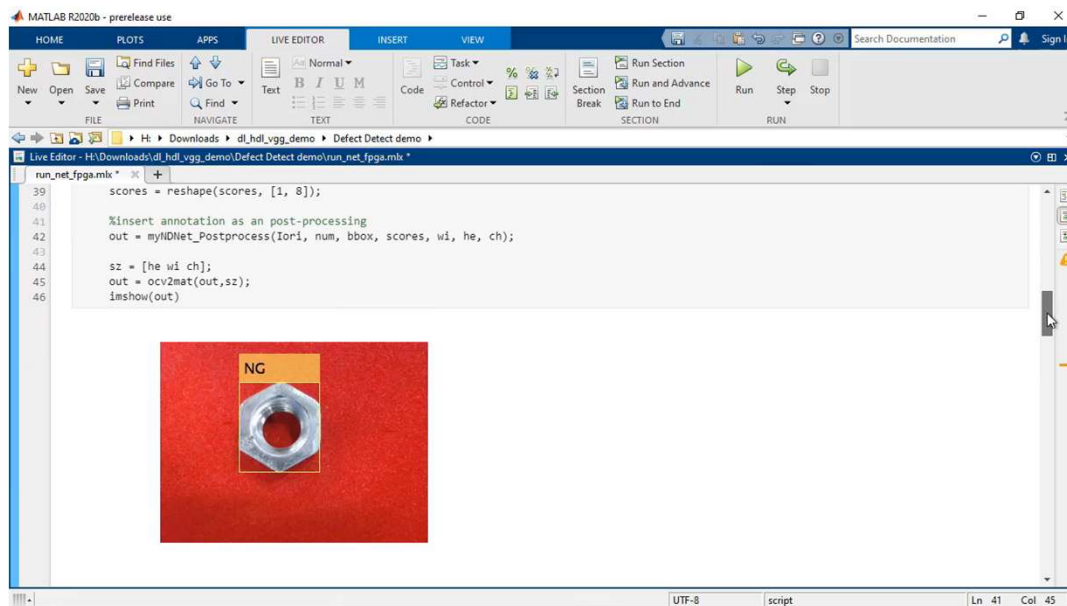 MATLAB R2020b - prerelease use
HOME PLOTS APPS LIVE EDITOR INSERT VIEW Search Documentation Sign I
New Open Save Find Files Compare Print Go To Find Text Normal B I U M Code Task Control Refactor Section Break Run Section Run and Advance Run to End Run Step Stop
FILE NAVIGATE TEXT CODE SECTION RUN
H: Downloads dl_hdl_vgg_demo Defect Detect demo
Live Editor - H:\Downloads\dl_hdl_vgg_demo\Defect Detect demo\run_net_fpga.mlx *
run_net_fpga.mlx * +
39 scores = reshape(scores, [1, 8]);
40
41 %insert annotation as an post-processing
42 out = myNDNet_Postprocess(Iori, num, bbox, scores, wi, he, ch);
43
44 sz = [he wi ch];
45 out = ocv2mat(out,sz);
46 imshow(out)
NG
UTF-8 script Ln 41 Col 45